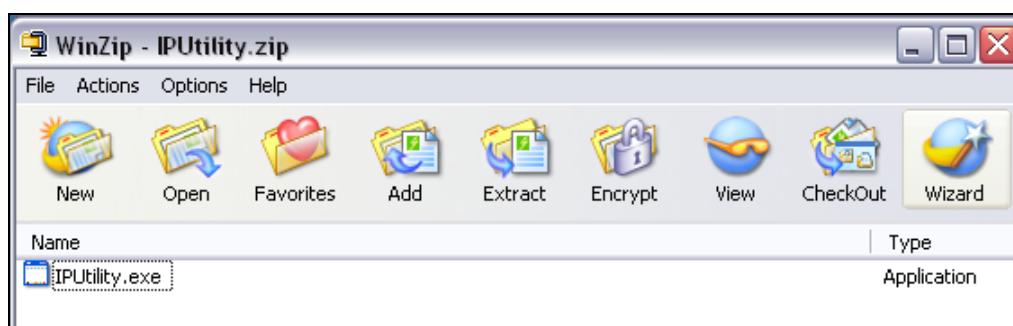 WinZip - IPUtility.zip
File Actions Options Help
New Open Favorites Add Extract Encrypt View CheckOut Wizard
Name Type
IPUtility.exe Application